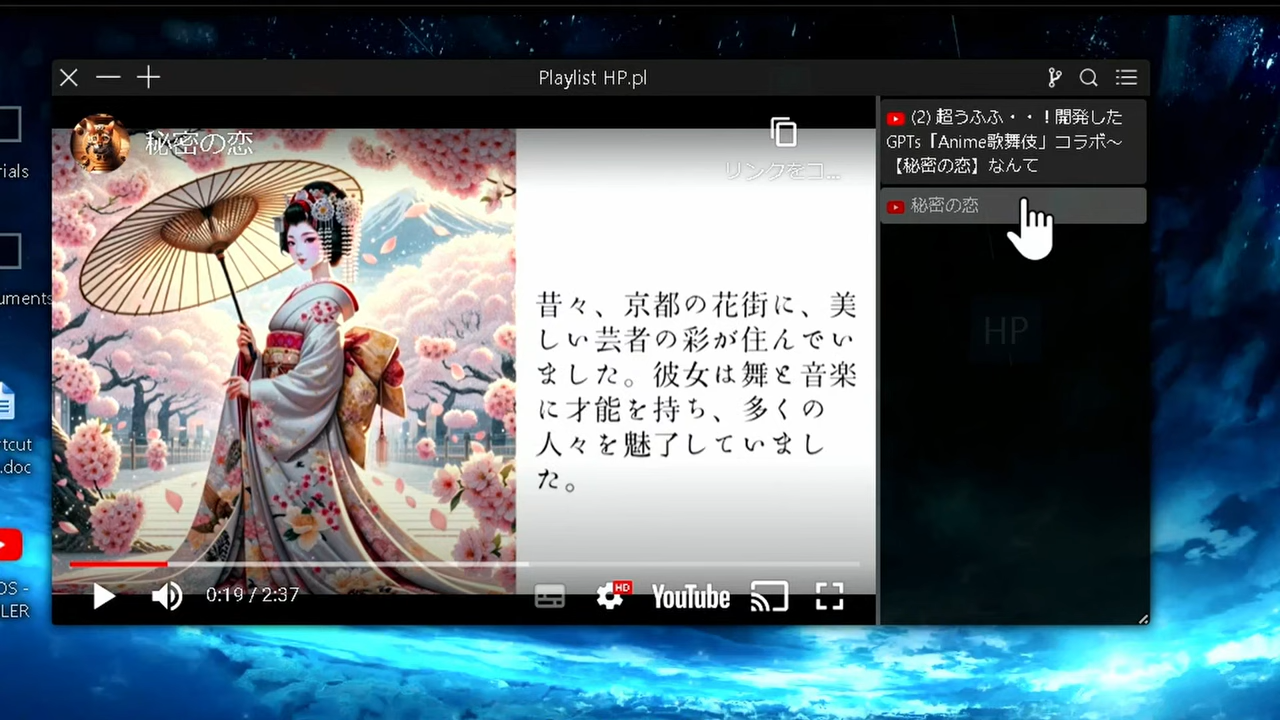 Playlist HP.pl
rials
uments
rtcut
.doc
OS -
LER
秘密の恋
リンクをコ...
昔々、京都の花街に、美
しい芸者の彩が住んでい
ました。彼女は舞と音楽
に才能を持ち、多くの
人々を魅了していまし
た。
0:19 / 2:37
HD
YouTube
(2) 超うふふ・・！開発した
GPTs「Anime歌舞伎」コラボ～
【秘密の恋】なんて
秘密の恋
HP